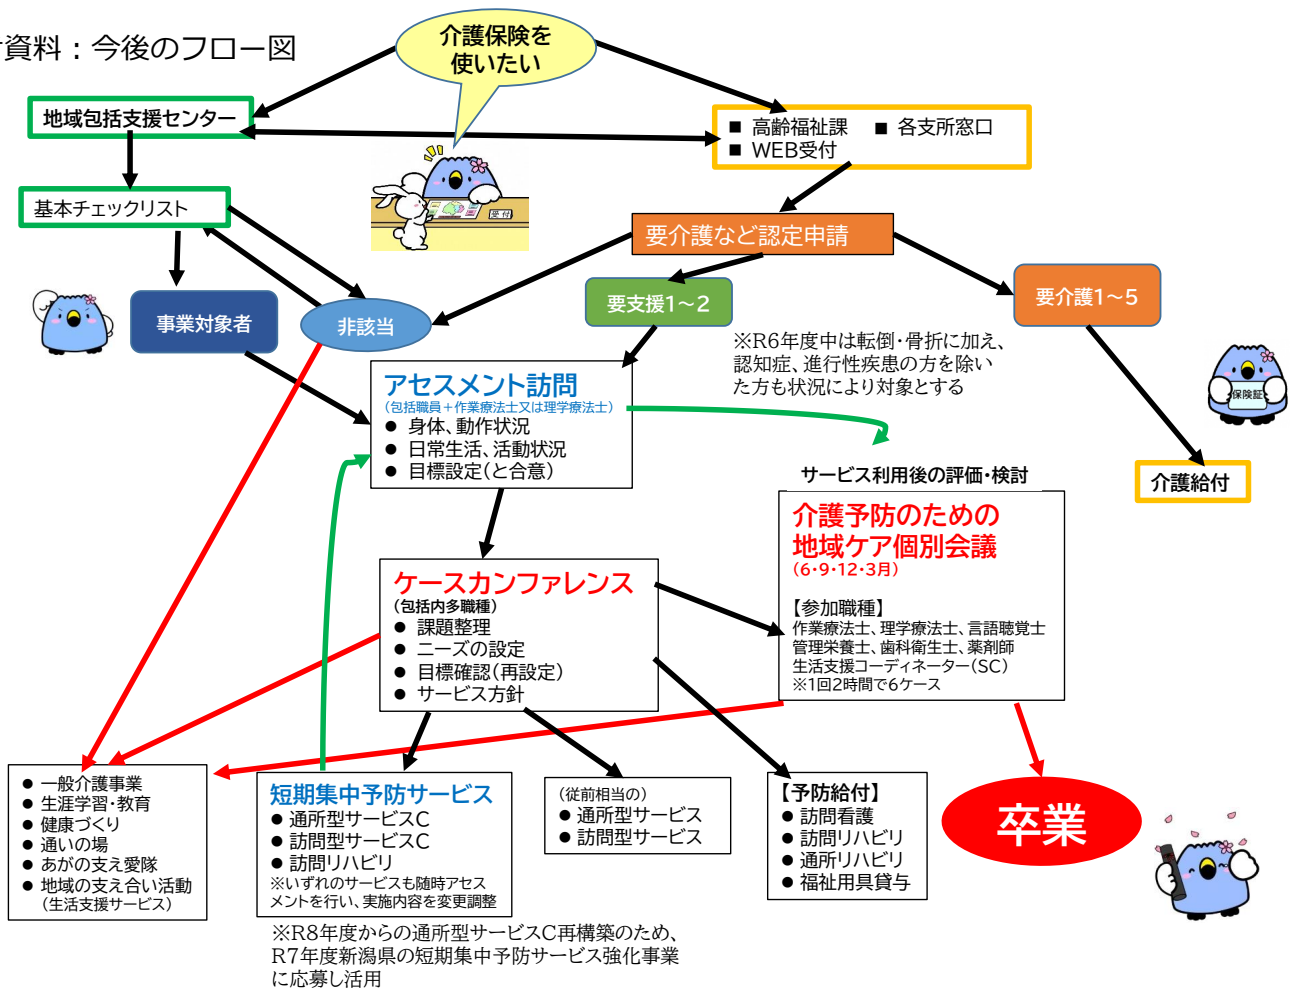 資料：今後のフロー図
介護保険を
使いたい
地域包括支援センター
■ 高齢福祉課 ■ 各支所窓口
■ WEB受付
受付
基本チェックリスト
要介護など認定申請
事業対象者
非該当
要支援1～2
要介護1～5
※R6年度中は転倒・骨折に加え、
認知症、進行性疾患の方を除い
た方も状況により対象とする
保険証
アセスメント訪問
（包括職員＋作業療法士又は理学療法士）
● 身体、動作状況
● 日常生活、活動状況
● 目標設定（と合意）
介護給付
サービス利用後の評価・検討
介護予防のための
地域ケア個別会議
（6・9・12・3月）
【参加職種】
作業療法士、理学療法士、言語聴覚士
管理栄養士、歯科衛生士、薬剤師
生活支援コーディネーター（SC）
※1回2時間で6ケース
ケースカンファレンス
（包括内多職種）
● 課題整理
● ニーズの設定
● 目標確認（再設定）
● サービス方針
● 一般介護事業
● 生涯学習・教育
● 健康づくり
● 通いの場
● あがの支え愛隊
● 地域の支え合い活動
（生活支援サービス）
短期集中予防サービス
● 通所型サービスC
● 訪問型サービスC
● 訪問リハビリ
※いずれのサービスも随時アセス
メントを行い、実施内容を変更調整
（従前相当の）
● 通所型サービス
● 訪問型サービス
【予防給付】
● 訪問看護
● 訪問リハビリ
● 通所リハビリ
● 福祉用具貸与
卒業
※R8年度からの通所型サービスC再構築のため、
R7年度新潟県の短期集中予防サービス強化事業
に応募し活用